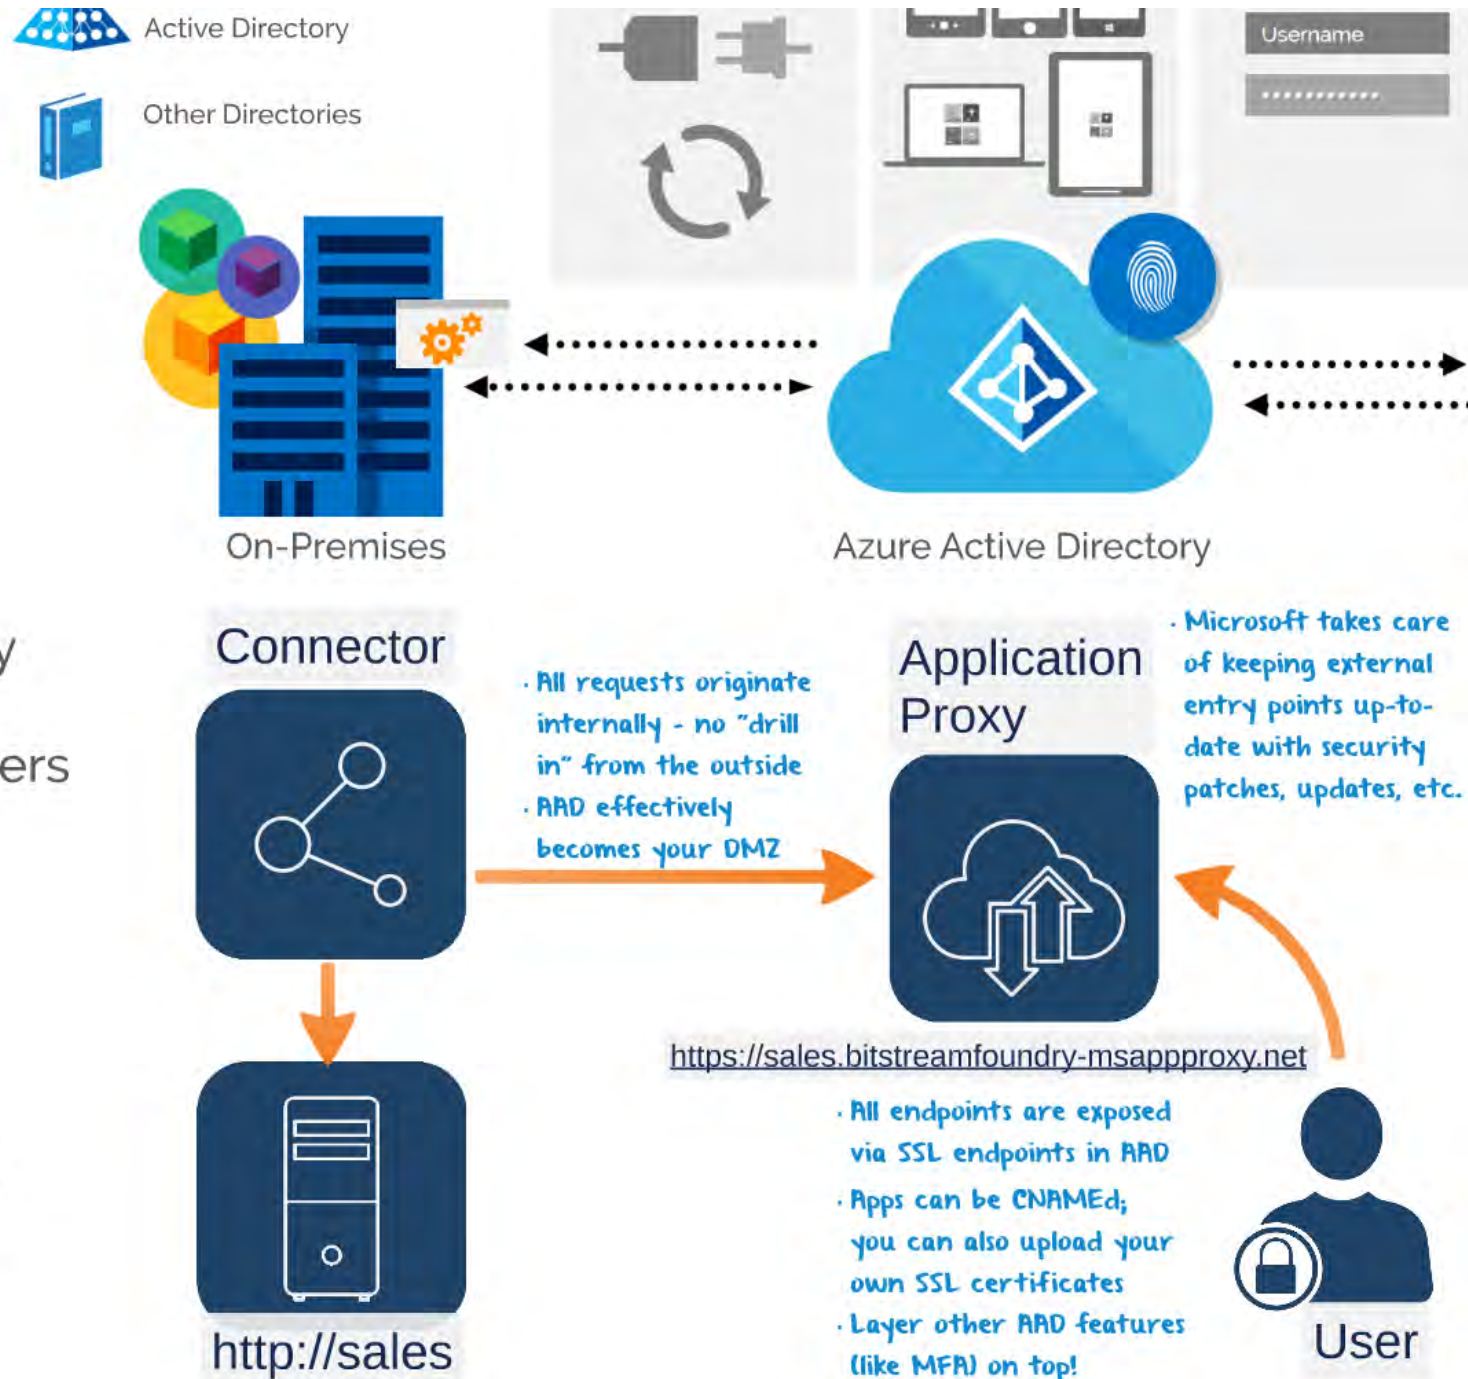 Active Directory
Other Directories
Username
On-Premises
Azure Active Directory
y
ers
Connector
· All requests originate
internally - no "drill
in" from the outside
· AAD effectively
becomes your DMZ
Application
Proxy
· Microsoft takes care
of keeping external
entry points up-to-
date with security
patches, updates, etc.
https://sales.bitstreamfoundry-msappproxy.net
· All endpoints are exposed
via SSL endpoints in AAD
· Apps can be CNAMEd;
you can also upload your
own SSL certificates
· Layer other AAD features
(like MFA) on top!
http://sales
User